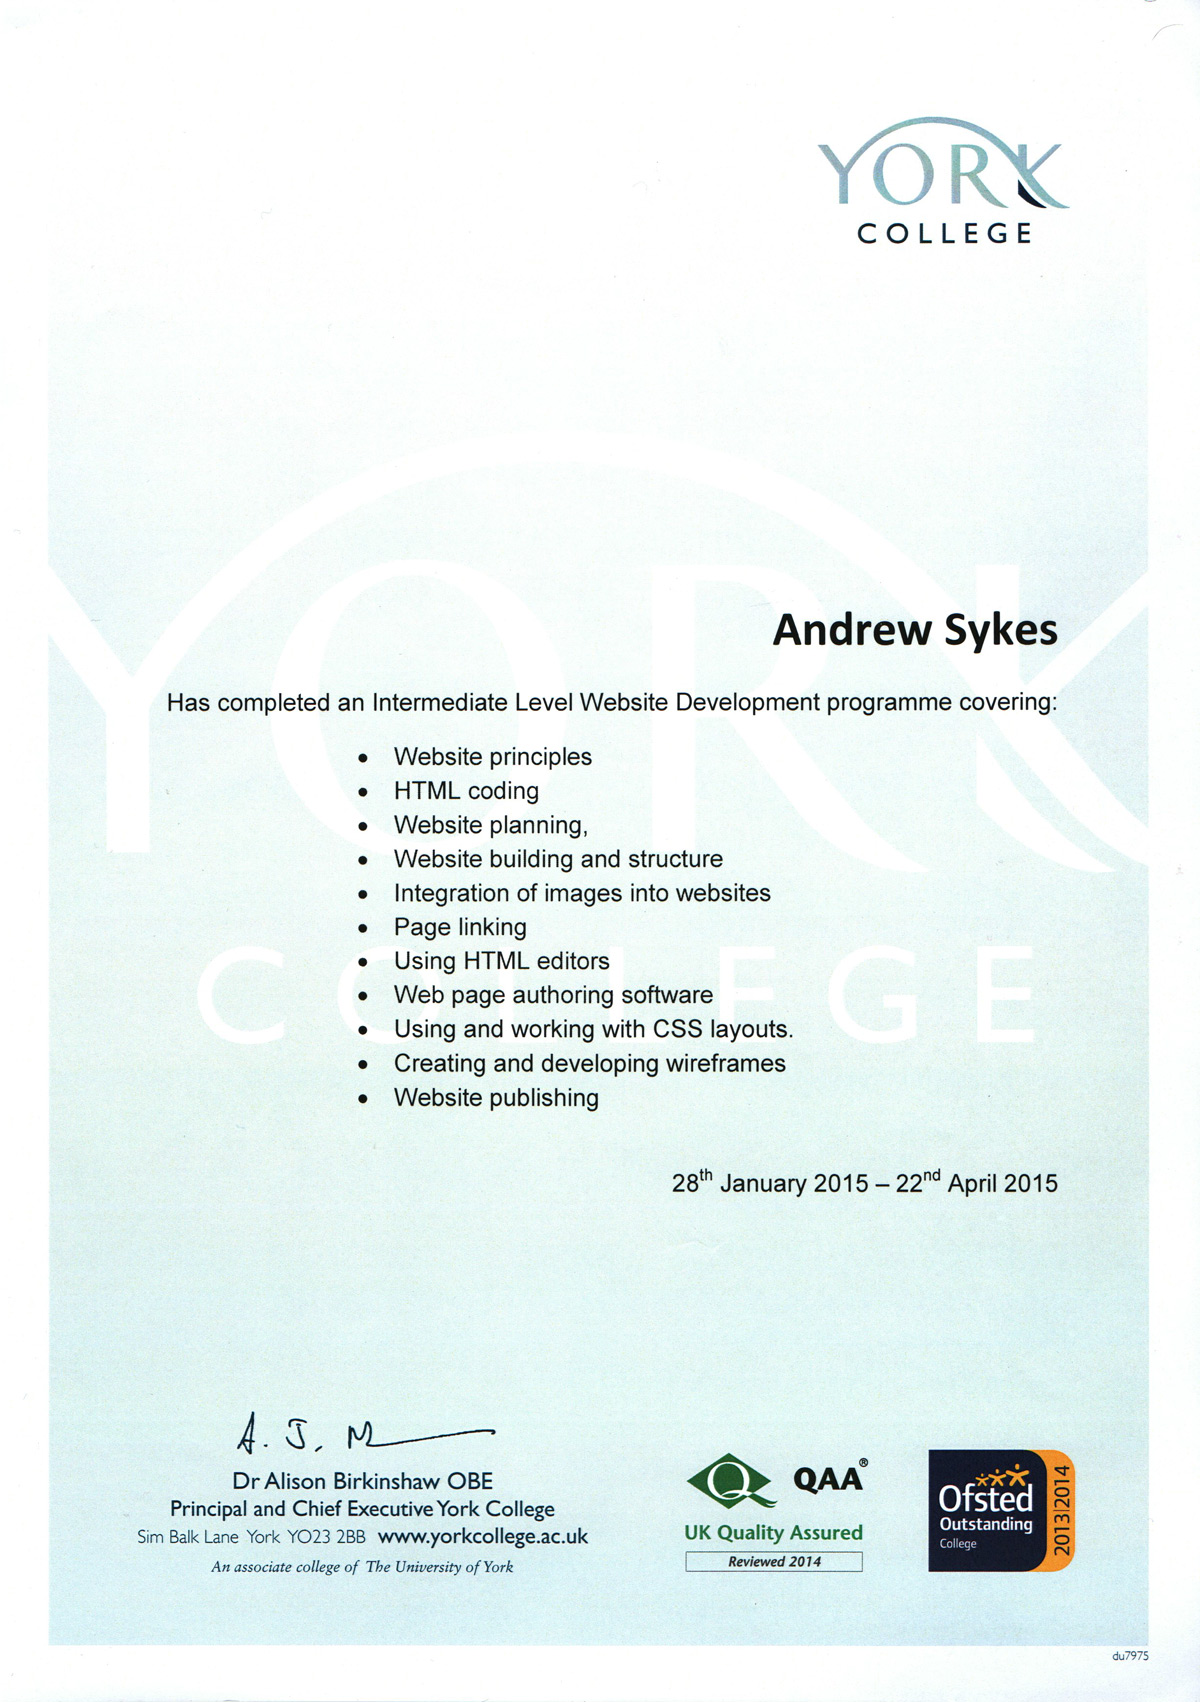 YORK
COLLEGE
Andrew Sykes
Has completed an Intermediate Level Website Development programme covering:
• Website principles
• HTML coding
• Website planning,
• Website building and structure
• Integration of images into websites
• Page linking
• Using HTML editors
• Web page authoring software
• Using and working with CSS layouts.
• Creating and developing wireframes
• Website publishing
YORK
COLLEGE
28th January 2015 – 22nd April 2015
A. J.
Dr Alison Birkinshaw OBE
Principal and Chief Executive York College
Sim Balk Lane York YO23 2BB www.yorkcollege.ac.uk
An associate college of The University of York
QAA®
UK Quality Assured
Reviewed 2014
Ofsted
Outstanding
College
2013|2014
du7975